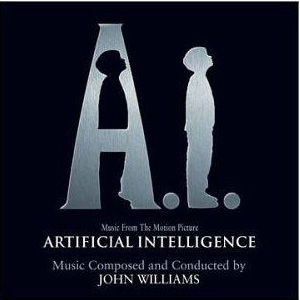 A.I.
Music From The Motion Picture
ARTIFICIAL INTELLIGENCE
Music Composed and Conducted by
JOHN WILLIAMS